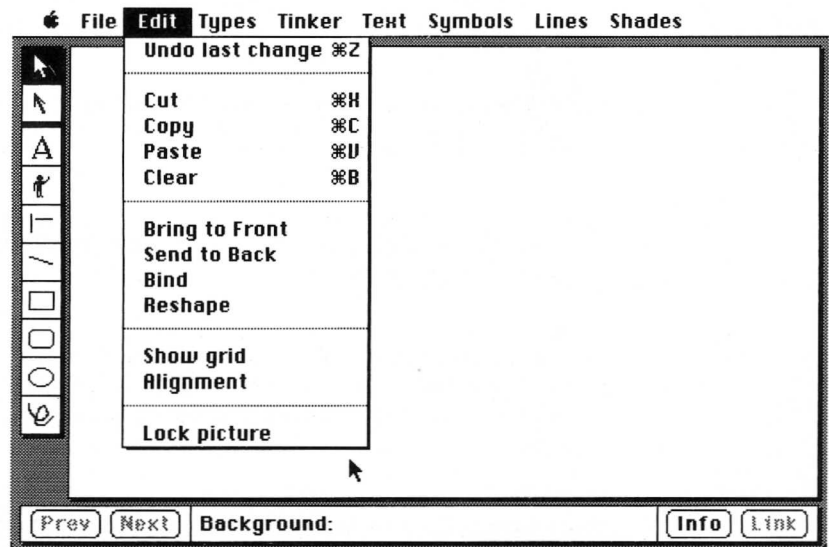 File Edit Types Tinker Text Symbols Lines Shades
Undo last change ⌘Z
Cut ⌘X
Copy ⌘C
Paste ⌘V
Clear ⌘B
Bring to Front
Send to Back
Bind
Reshape
Show grid
Alignment
Lock picture
A
Prev Next Background: Info Link